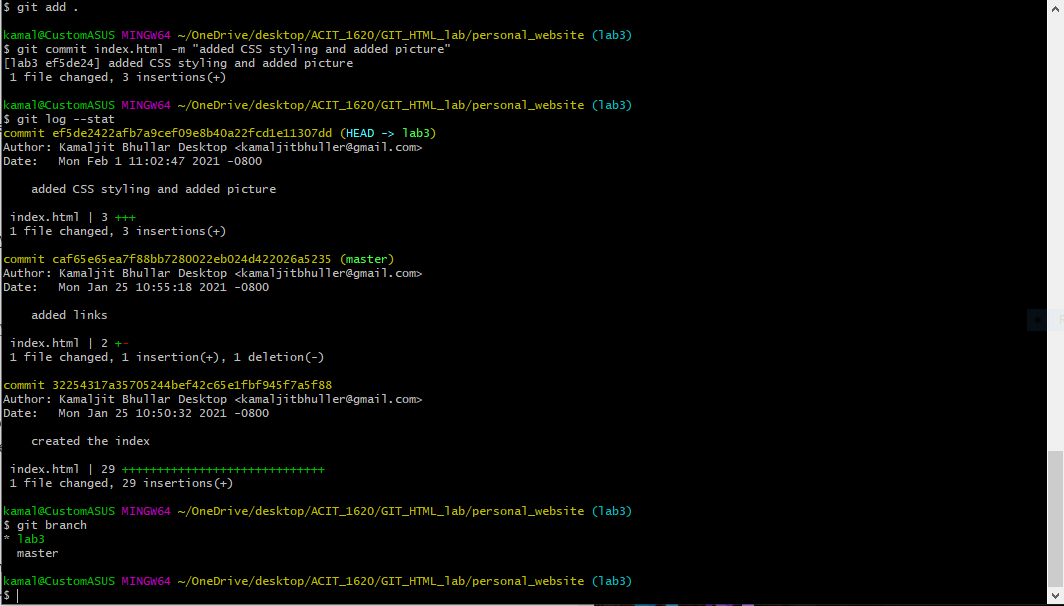 $ git add .
kamal@CustomASUS MINGW64 ~/OneDrive/desktop/ACIT_1620/GIT_HTML_lab/personal_website (lab3)
$ git commit index.html -m "added CSS styling and added picture"
[lab3 ef5de24] added CSS styling and added picture
 1 file changed, 3 insertions(+)
kamal@CustomASUS MINGW64 ~/OneDrive/desktop/ACIT_1620/GIT_HTML_lab/personal_website (lab3)
$ git log --stat
commit ef5de2422afb7a9cef09e8b40a22fcd1e11307dd (HEAD -> lab3)
Author: Kamaljit Bhullar Desktop <kamaljitbhuller@gmail.com>
Date:   Mon Feb 1 11:02:47 2021 -0800
    added CSS styling and added picture
 index.html | 3 +++
 1 file changed, 3 insertions(+)
commit caf65e65ea7f88bb7280022eb024d422026a5235 (master)
Author: Kamaljit Bhullar Desktop <kamaljitbhuller@gmail.com>
Date:   Mon Jan 25 10:55:18 2021 -0800
    added links
 index.html | 2 +-
 1 file changed, 1 insertion(+), 1 deletion(-)
commit 32254317a35705244bef42c65e1fbf945f7a5f88
Author: Kamaljit Bhullar Desktop <kamaljitbhuller@gmail.com>
Date:   Mon Jan 25 10:50:32 2021 -0800
    created the index
 index.html | 29 +++++++++++++++++++++++++++++
 1 file changed, 29 insertions(+)
kamal@CustomASUS MINGW64 ~/OneDrive/desktop/ACIT_1620/GIT_HTML_lab/personal_website (lab3)
$ git branch
* lab3
  master
kamal@CustomASUS MINGW64 ~/OneDrive/desktop/ACIT_1620/GIT_HTML_lab/personal_website (lab3)
$